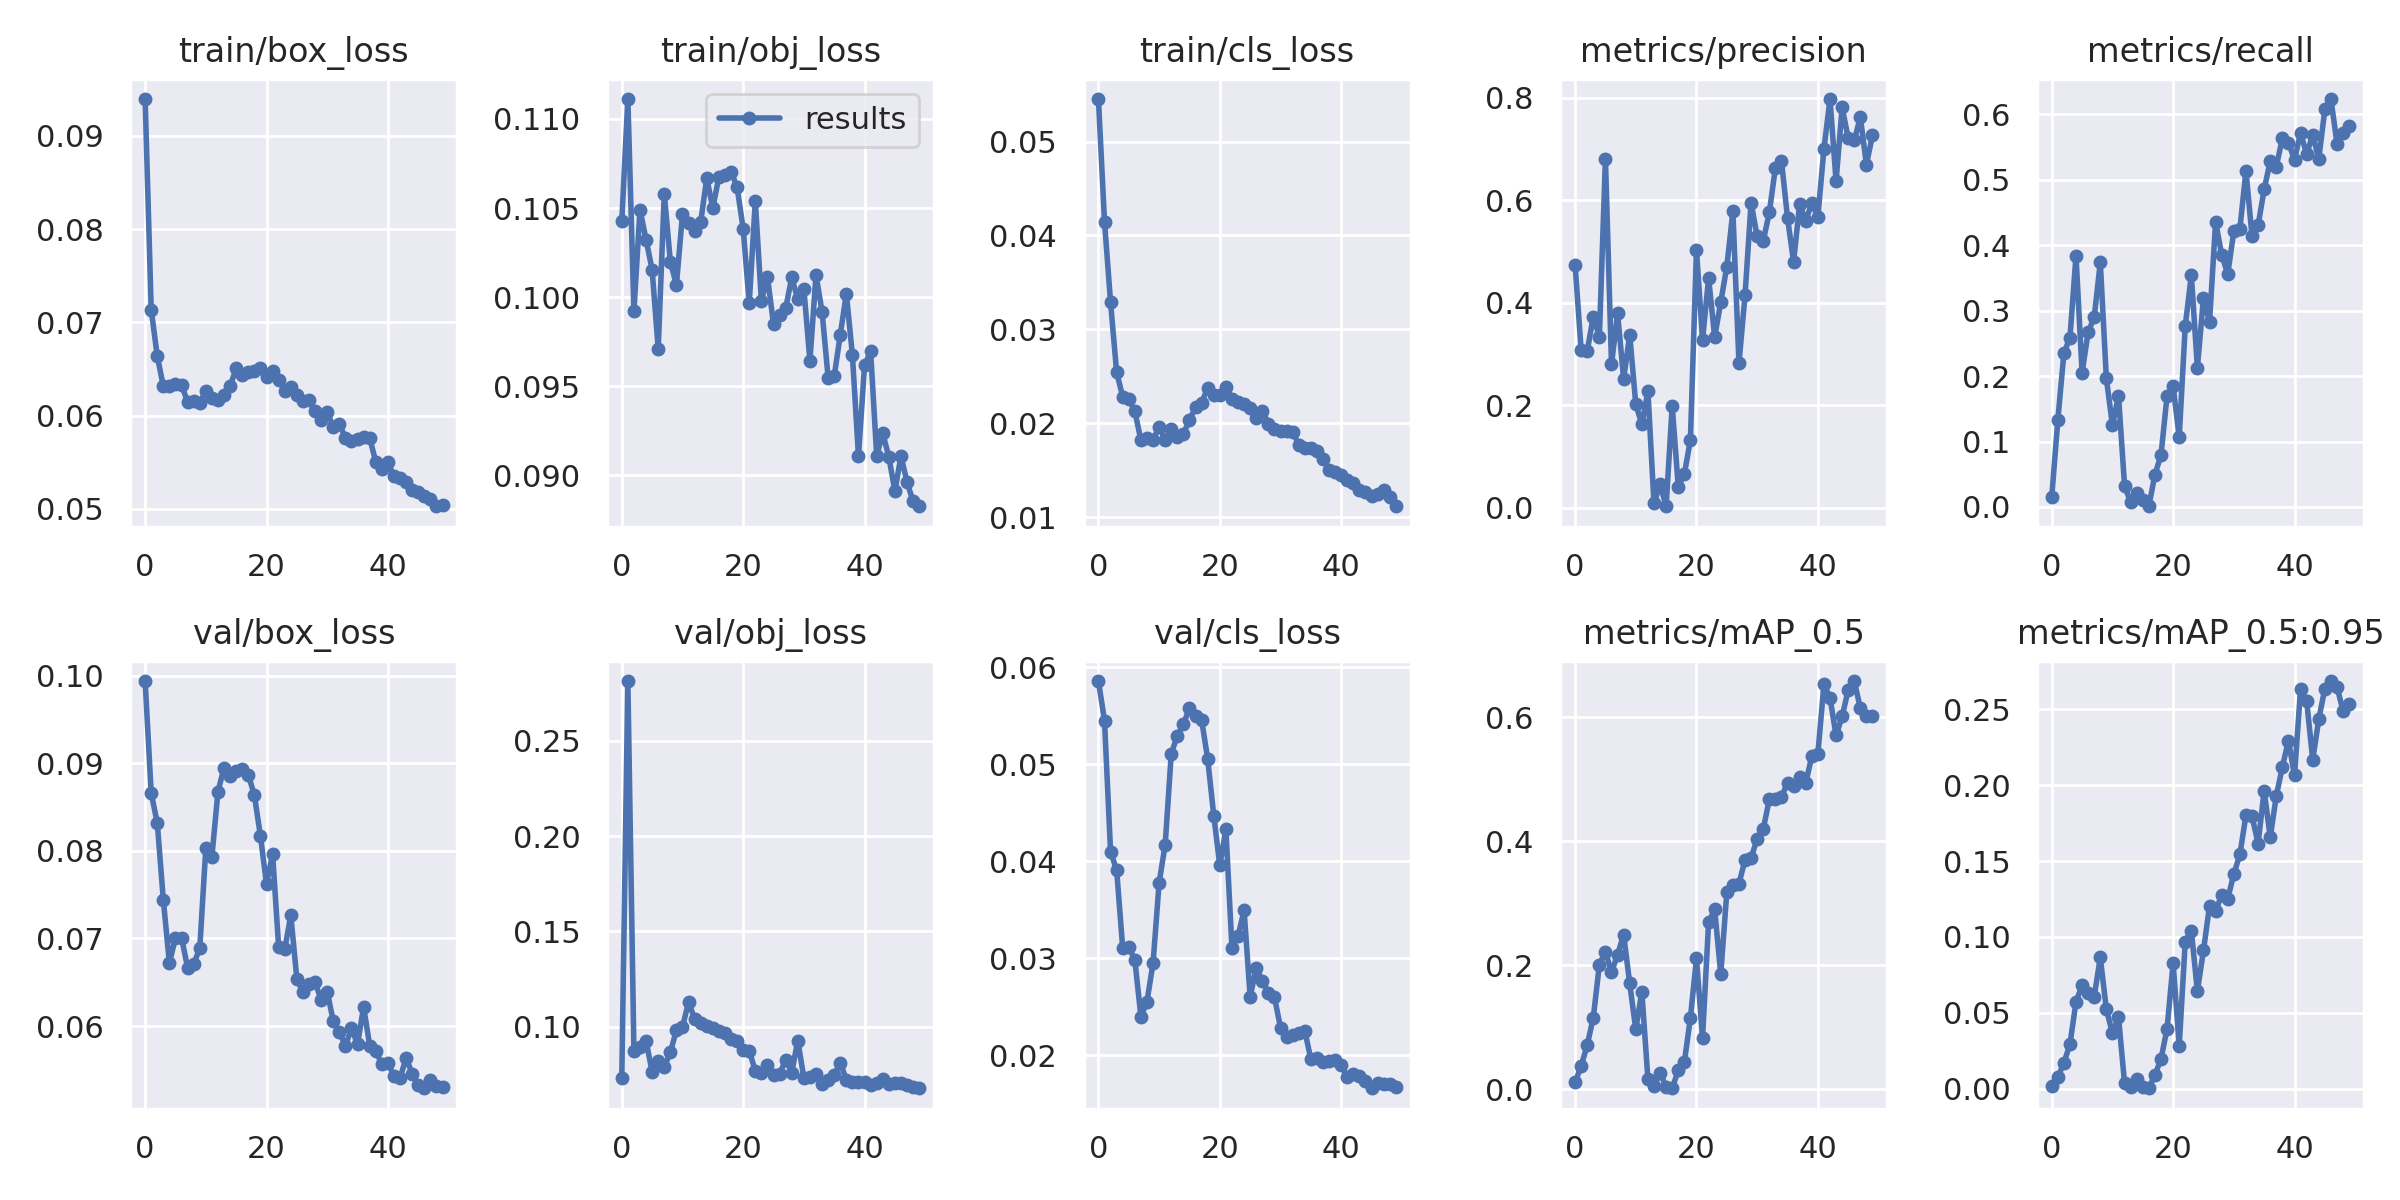 train/box_loss
0.09
0.08
0.07
0.06
0.05
0 20 40
train/obj_loss
results
0.110
0.105
0.100
0.095
0.090
0 20 40
train/cls_loss
0.05
0.04
0.03
0.02
0.01
0 20 40
metrics/precision
0.8
0.6
0.4
0.2
0.0
0 20 40
metrics/recall
0.6
0.5
0.4
0.3
0.2
0.1
0.0
0 20 40
val/box_loss
0.10
0.09
0.08
0.07
0.06
0 20 40
val/obj_loss
0.25
0.20
0.15
0.10
0 20 40
val/cls_loss
0.06
0.05
0.04
0.03
0.02
0 20 40
metrics/mAP_0.5
0.6
0.4
0.2
0.0
0 20 40
metrics/mAP_0.5:0.95
0.25
0.20
0.15
0.10
0.05
0.00
0 20 40